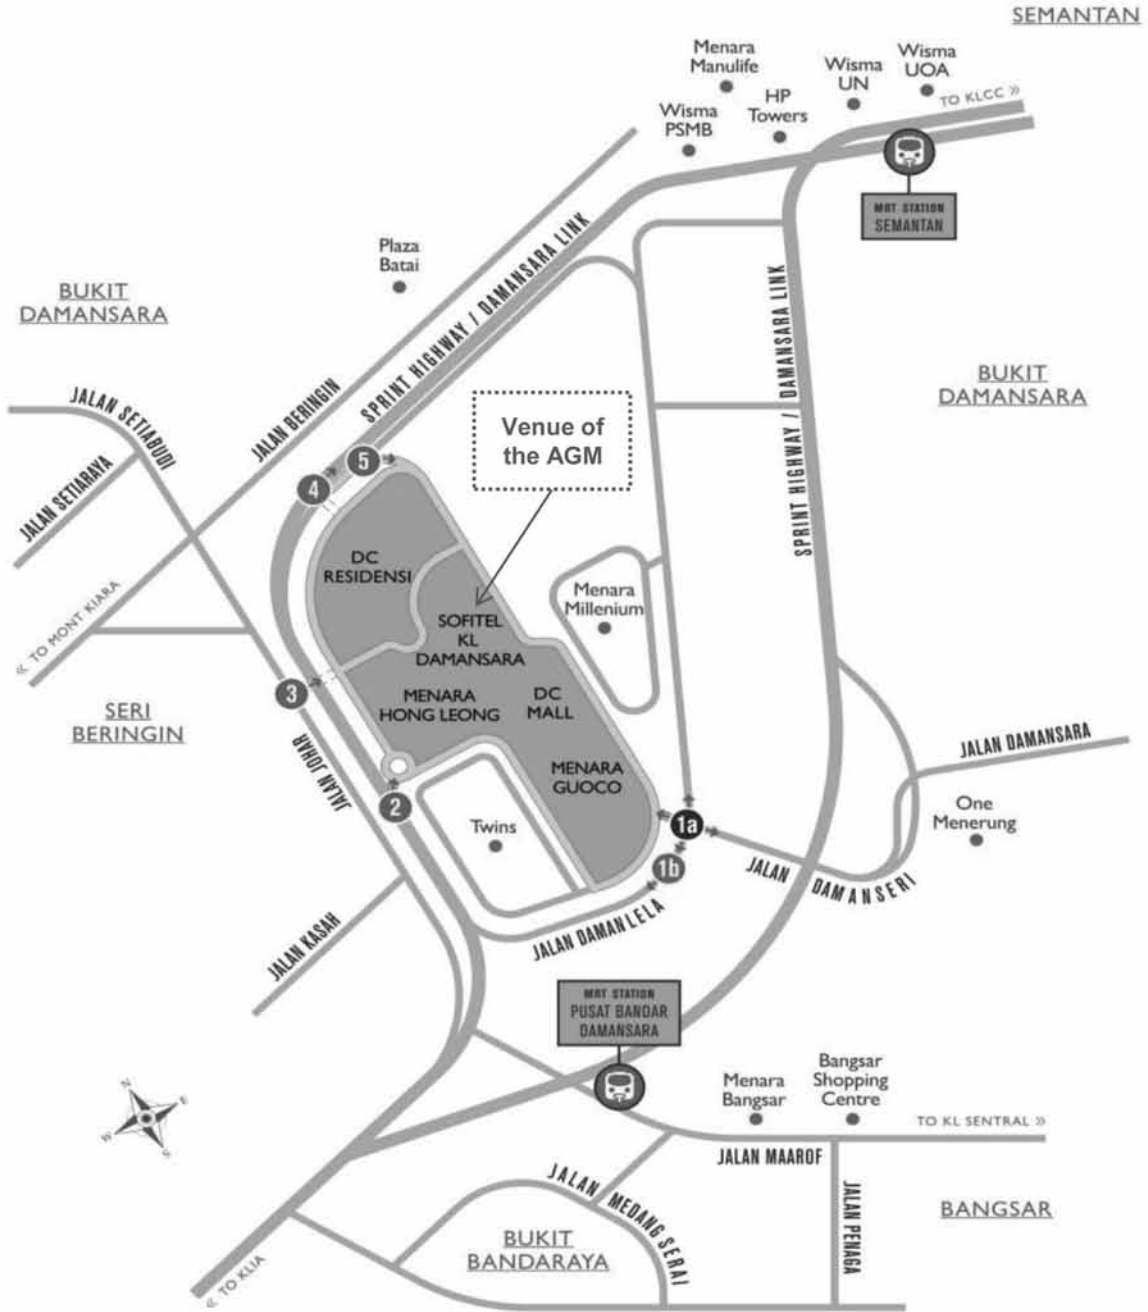 SEMANTAN
Menara
Manulife
Wisma
UN
Wisma
UOA
TO KLCC »
Wisma
PSMB
HP
Towers
MRT STATION
SEMANTAN
Plaza
Batai
BUKIT
DAMANSARA
SPRINT HIGHWAY / DAMANSARA LINK
SPRINT HIGHWAY / DAMANSARA LINK
BUKIT
DAMANSARA
JALAN SETIABUDI
JALAN BERINGIN
JALAN SETIARAYA
Venue of
the AGM
5
4
DC
RESIDENSI
Menara
Millenium
SOFITEL
KL
DAMANSARA
« TO MONT KIARA
3
MENARA
HONG LEONG
DC
MALL
SERI
BERINGIN
JALAN JOHAR
MENARA
GUOCO
JALAN DAMANSARA
2
Twins
1a
One
Menerung
1b
JALAN DAMANSERI
JALAN KASAH
JALAN DAMANLELA
MRT STATION
PUSAT BANDAR
DAMANSARA
N
E
W
S
Menara
Bangsar
Bangsar
Shopping
Centre
TO KL SENTRAL »
JALAN MAAROF
JALAN MEDANG SERAI
JALAN PENAGA
BANGSAR
BUKIT
BANDARAYA
« TO KLIA